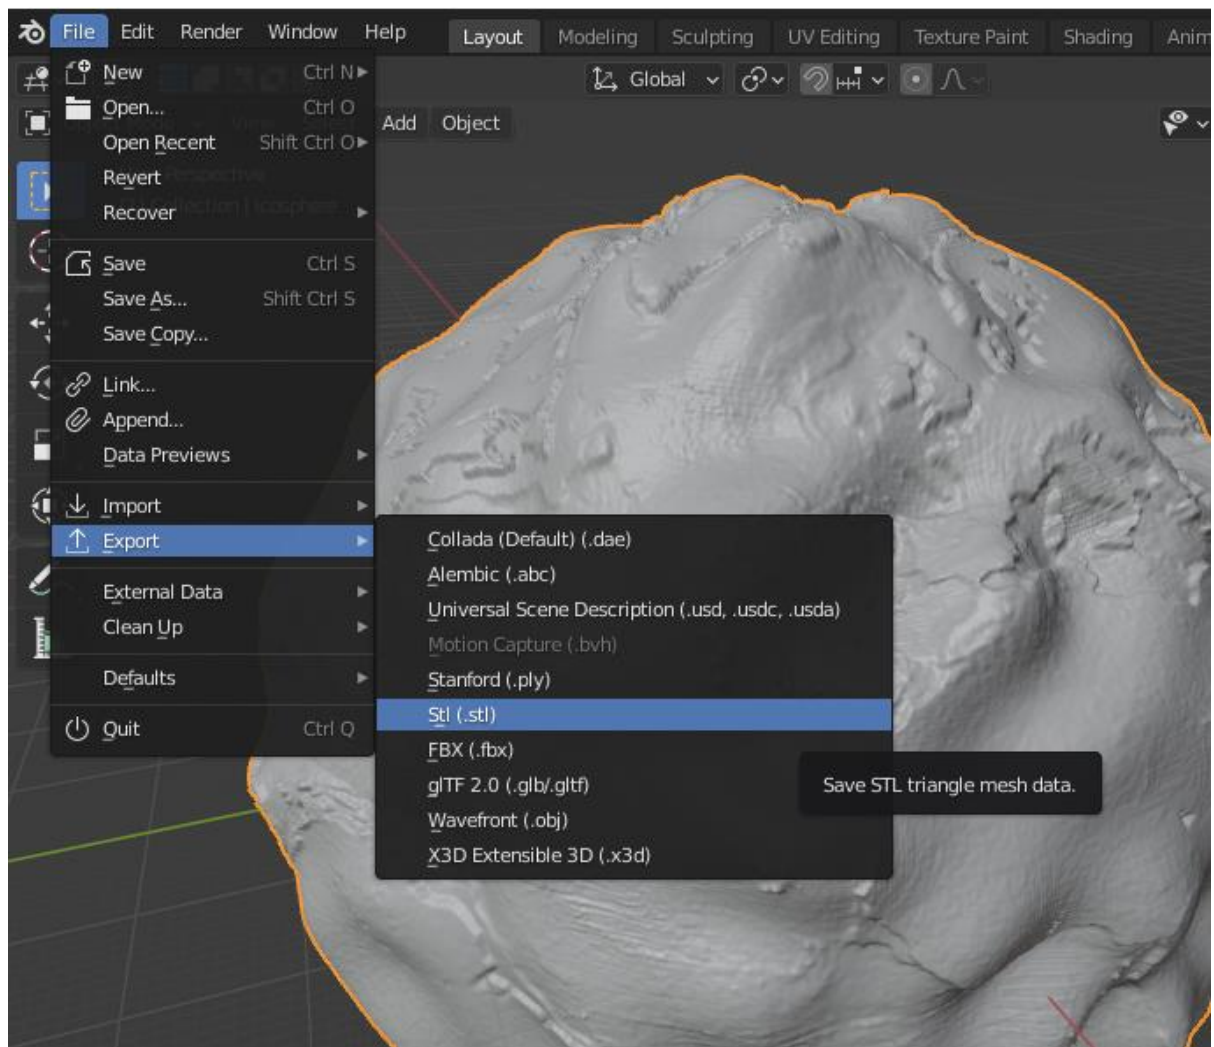 File Edit Render Window Help Layout Modeling Sculpting UV Editing Texture Paint Shading Anim
New Ctrl N
Global
Open... Ctrl O
Add Object
Open Recent Shift Ctrl O
Revert
Recover
Save Ctrl S
Save As... Shift Ctrl S
Save Copy...
Link...
Append...
Data Previews
Import
Export
External Data
Clean Up
Defaults
Quit Ctrl Q
Collada (Default) (.dae)
Alembic (.abc)
Universal Scene Description (.usd, .usdc, .usda)
Motion Capture (.bvh)
Stanford (.ply)
Stl (.stl)
FBX (.fbx)
glTF 2.0 (.glb/.gltf)
Wavefront (.obj)
X3D Extensible 3D (.x3d)
Save STL triangle mesh data.